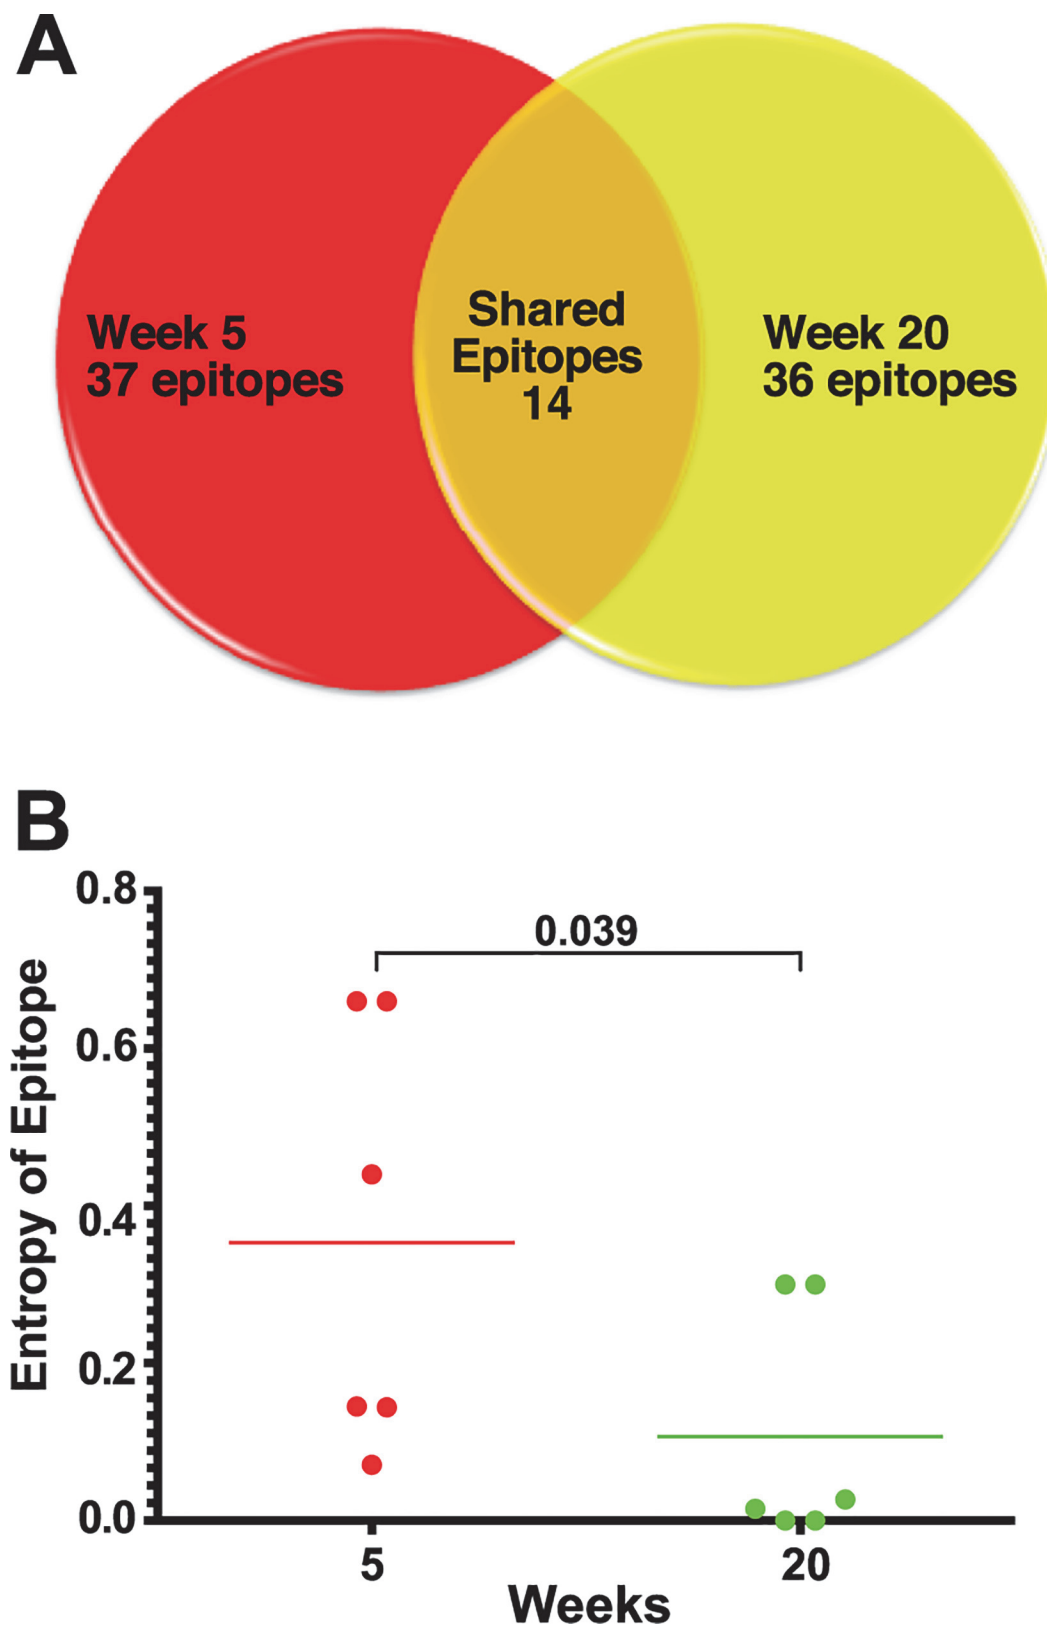 A
Week 5
37 epitopes
Shared
Epitopes
14
Week 20
36 epitopes
B
Entropy of Epitope
0.8
0.6
0.4
0.2
0.0
0.039
5
20
Weeks